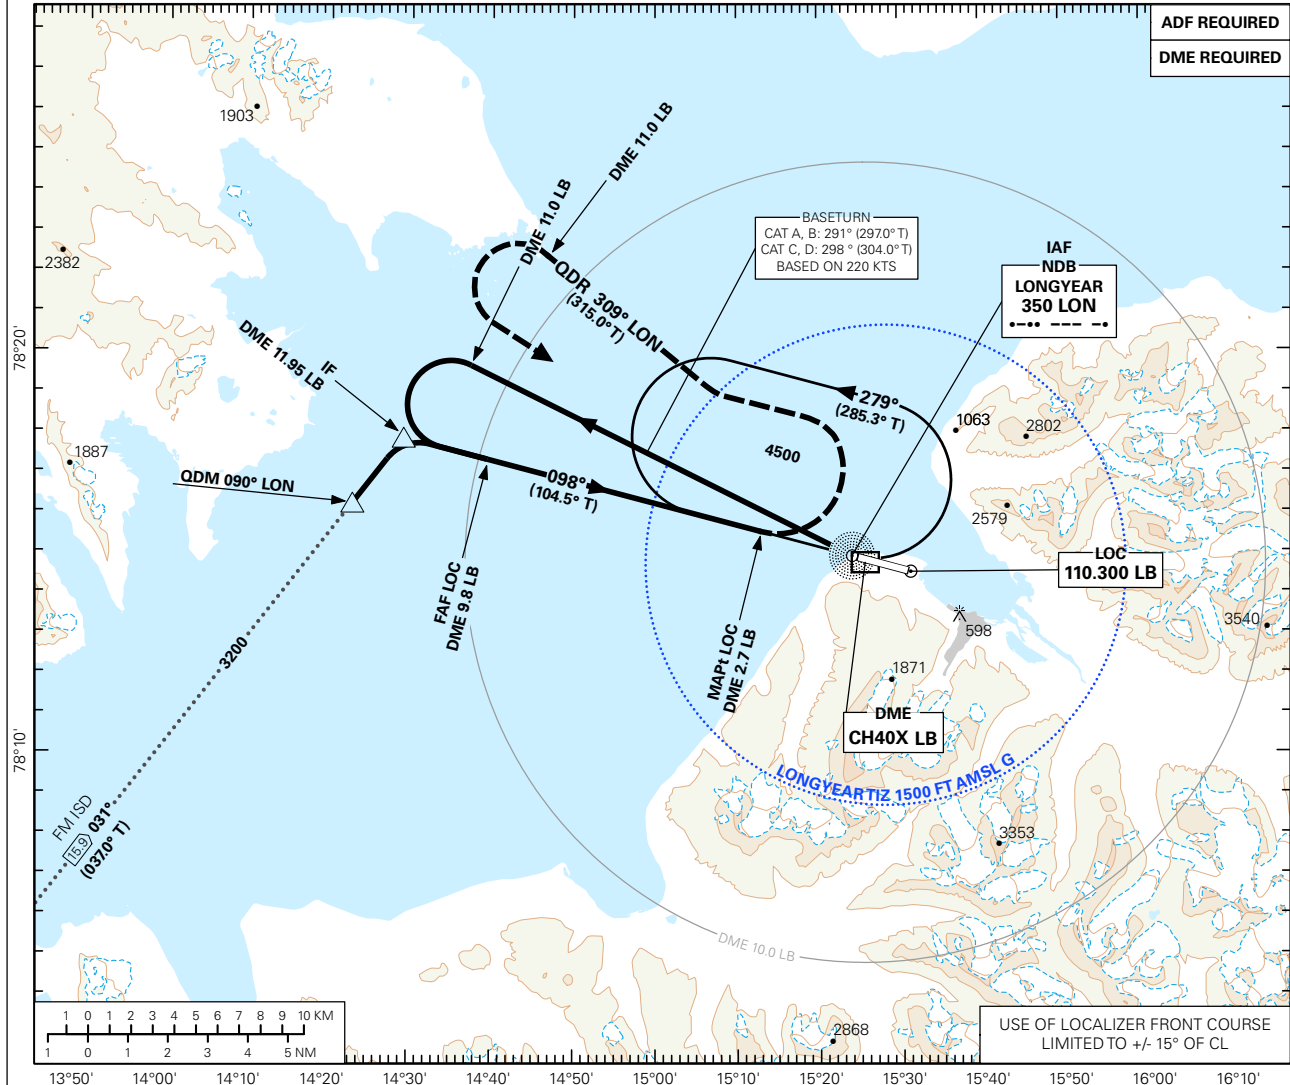 ADF REQUIRED
DME REQUIRED
1903
DME 11.0 LB
DME 11.0 LB
BASETURN
CAT A, B: 291° (297.0° T)
CAT C, D: 298 ° (304.0° T)
BASED ON 220 KTS
IAF
NDB
LONGYEAR
350 LON
2382
QDR 309° LON
(315.0° T)
78°20'
IF
DME 11.95 LB
279°
(285.3° T)
1063
2802
1887
4500
QDM 090° LON
098°
(104.5° T)
2579
LOC
110.300 LB
FAF LOC
DME 9.8 LB
3540
598
3200
MAPt LOC
DME 2.7 LB
1871
DME
CH40X LB
78°10'
LONGYEAR TIZ 1500 FT AMSL G
FM ISD
15.9 031°
(037.0° T)
3353
DME 10.0 LB
1 0 1 2 3 4 5 6 7 8 9 10 KM
1 0 1 2 3 4 5 NM
2868
USE OF LOCALIZER FRONT COURSE
LIMITED TO +/- 15° OF CL
13°50' 14°00' 14°10' 14°20' 14°30' 14°40' 14°50' 15°00' 15°10' 15°20' 15°30' 15°40' 15°50' 16°00' 16°10'